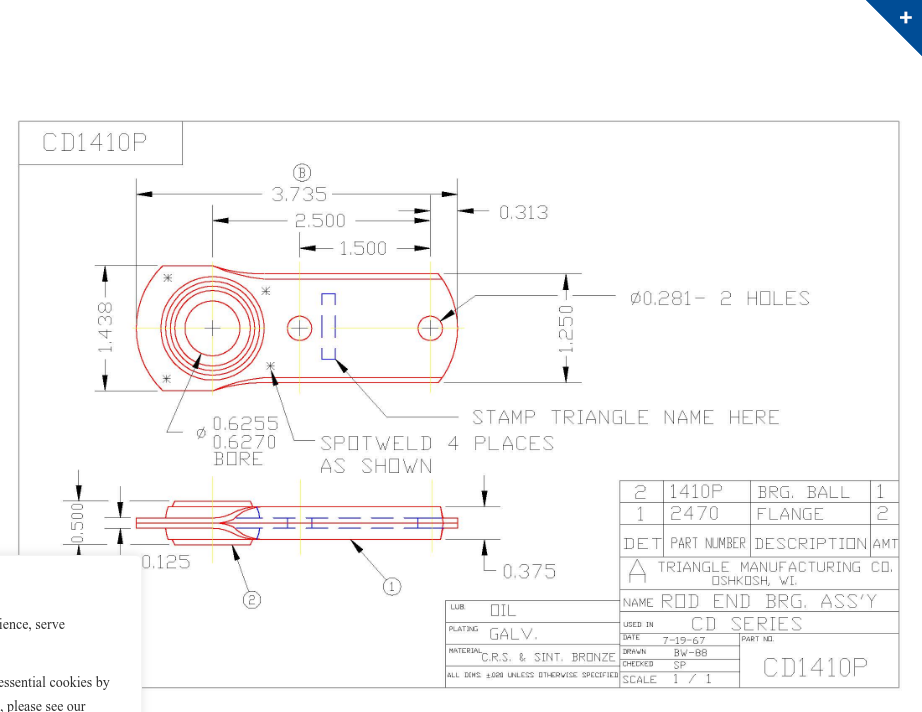 +
CD1410P
B
3.735
2.500
0.313
1.500
Ø0.281- 2 HOLES
1.438
1.250
STAMP TRIANGLE NAME HERE
Ø 0.6255
0.6270
BORE
SPOTWELD 4 PLACES
AS SHOWN
0.500
0.125
0.375
2
1
2 1410P BRG. BALL 1
1 2470 FLANGE 2
DET PART NUMBER DESCRIPTION AMT
TRIANGLE MANUFACTURING CO.
OSHKOSH, WI.
NAME ROD END BRG. ASS'Y
USED IN CD SERIES
DATE 7-19-67
DRAWN BW-88
CHECKED SP
SCALE 1 / 1
PART NO.
CD1410P
LUB. OIL
PLATING GALV.
MATERIAL C.R.S. & SINT. BRONZE
ALL DIMS. ±.020 UNLESS OTHERWISE SPECIFIED
ience, serve
essential cookies by
, please see our